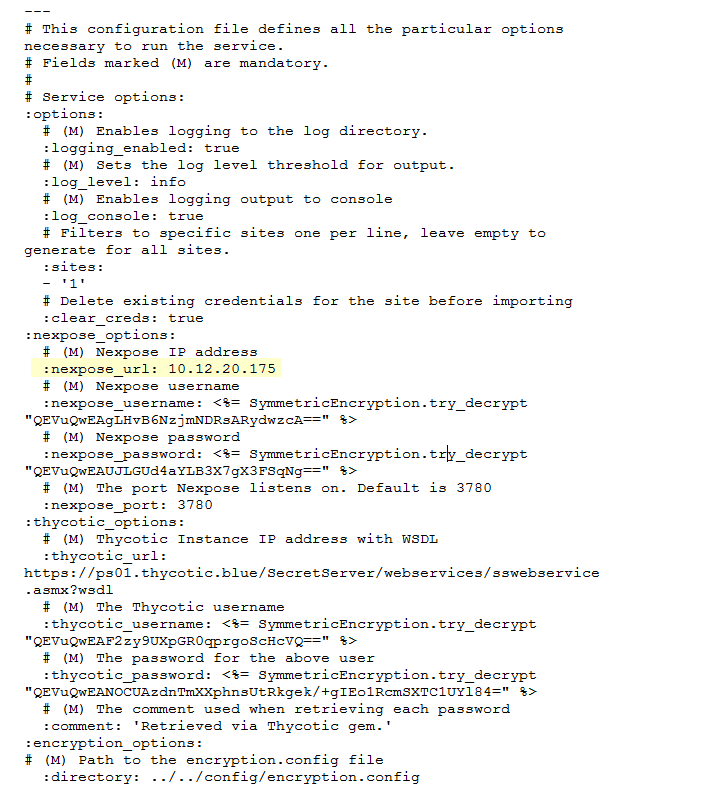 ---
# This configuration file defines all the particular options
necessary to run the service.
# Fields marked (M) are mandatory.
#
# Service options:
:options:
# (M) Enables logging to the log directory.
:logging_enabled: true
# (M) Sets the log level threshold for output.
:log_level: info
# (M) Enables logging output to console
:log_console: true
# Filters to specific sites one per line, leave empty to
generate for all sites.
:sites:
- '1'
# Delete existing credentials for the site before importing
:clear_creds: true
:nexpose_options:
# (M) Nexpose IP address
:nexpose_url: 10.12.20.175
# (M) Nexpose username
:nexpose_username: <%= SymmetricEncryption.try_decrypt
"QEVuQwEAgLHvB6NzjmNDRsARydwzcA==" %>
# (M) Nexpose password
:nexpose_password: <%= SymmetricEncryption.try_decrypt
"QEVuQwEAUJLGUd4aYLB3X7gX3FSqNg==" %>
# (M) The port Nexpose listens on. Default is 3780
:nexpose_port: 3780
:thycotic_options:
# (M) Thycotic Instance IP address with WSDL
:thycotic_url:
https://ps01.thycotic.blue/SecretServer/webservices/sswebservice
.asmx?wsdl
# (M) The Thycotic username
:thycotic_username: <%= SymmetricEncryption.try_decrypt
"QEVuQwEAF2zy9UXpGR0qprgoScHcVQ==" %>
# (M) The password for the above user
:thycotic_password: <%= SymmetricEncryption.try_decrypt
"QEVuQwEANOCUAzdnTmXXphnsUtRkgek/+gIEo1RcmSXTC1UYl84=" %>
# (M) The comment used when retrieving each password
:comment: 'Retrieved via Thycotic gem.'
:encryption_options:
# (M) Path to the encryption.config file
:directory: ../../config/encryption.config